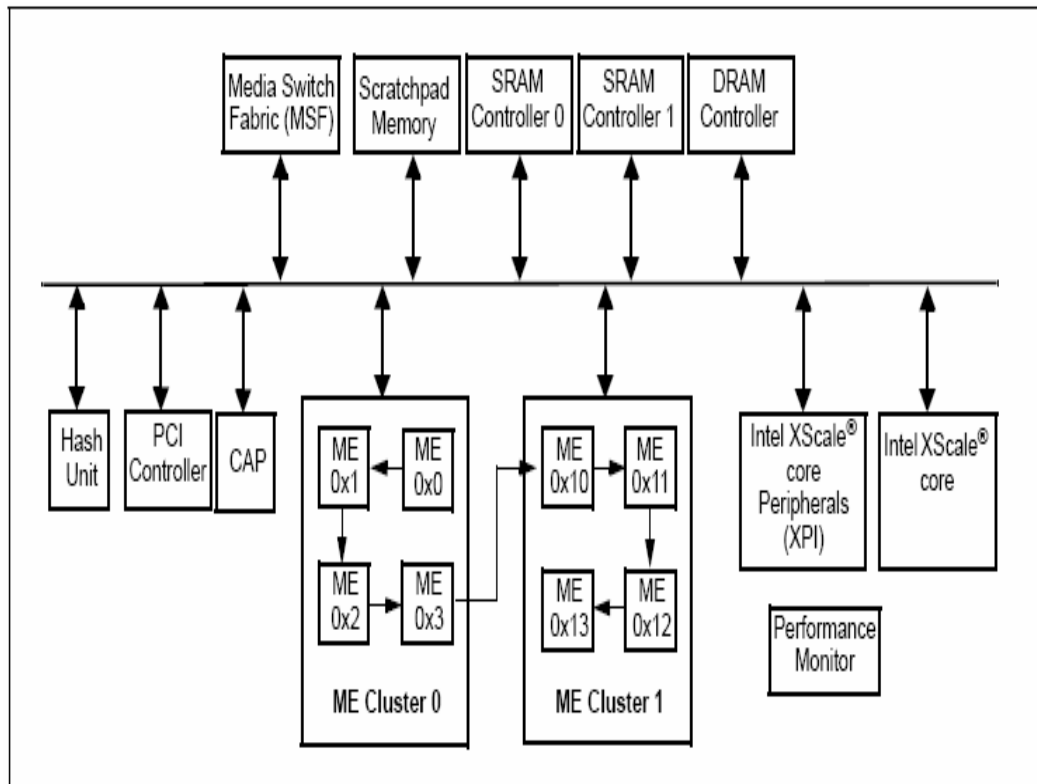 Media Switch
Fabric (MSF)
Scratchpad
Memory
SRAM
Controller 0
SRAM
Controller 1
DRAM
Controller
Hash
Unit
PCI
Controller
CAP
ME
0x1
ME
0x0
ME
0x2
ME
0x3
ME Cluster 0
ME
0x10
ME
0x11
ME
0x13
ME
0x12
ME Cluster 1
Intel XScale®
core
Peripherals
(XPI)
Intel XScale®
core
Performance
Monitor